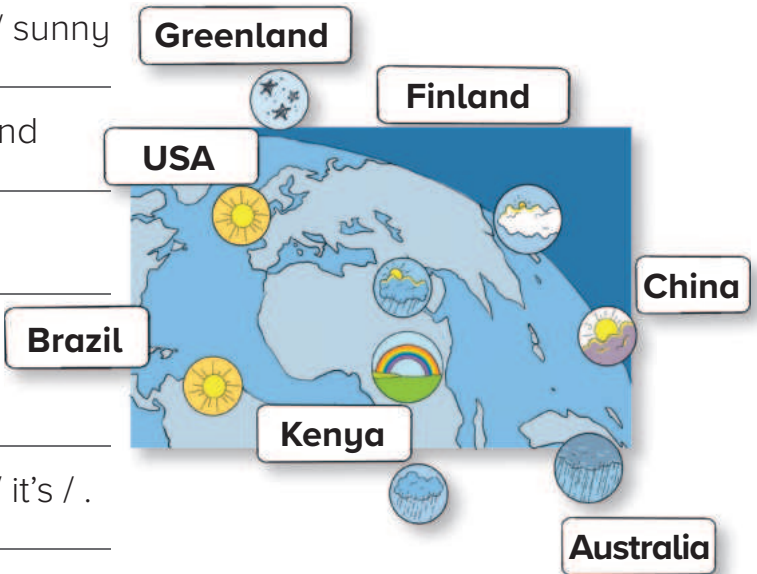 / sunny
Greenland
Finland
nd
USA
China
Brazil
Kenya
/ it's / .
Australia